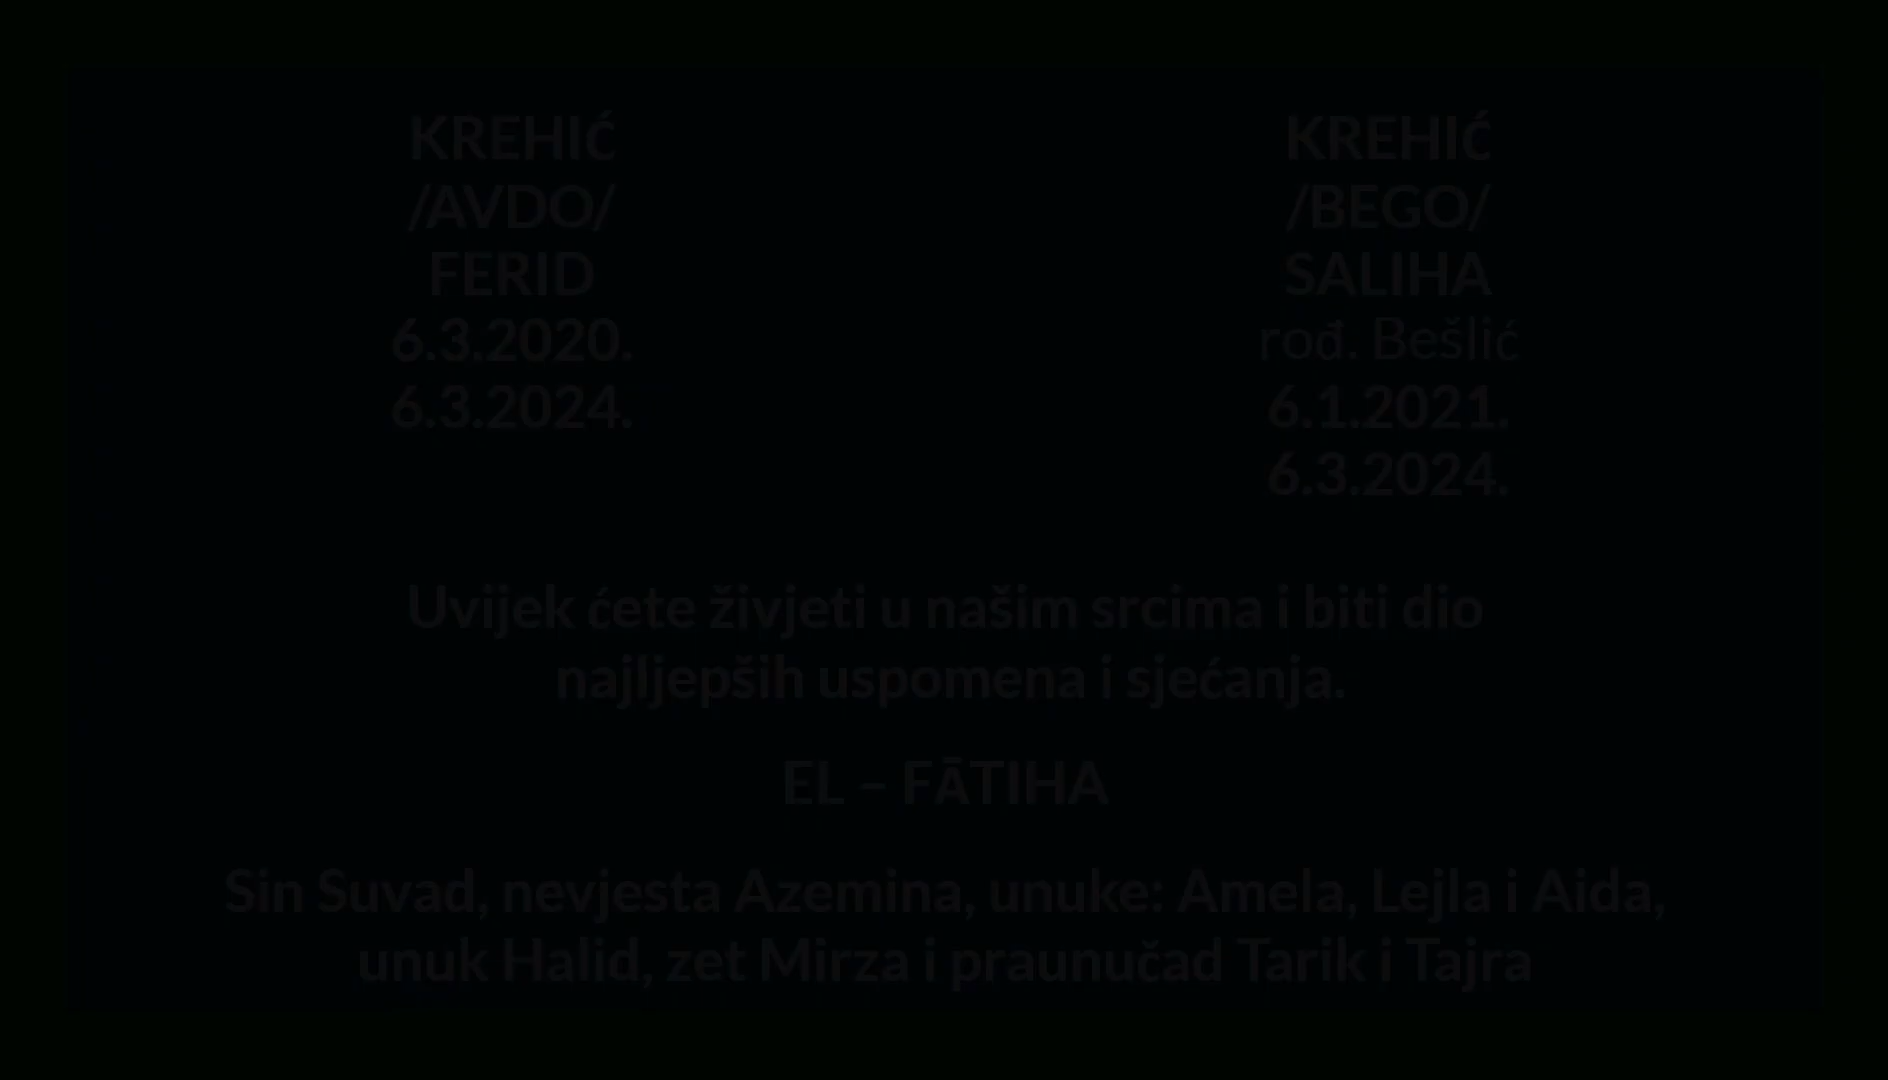 KREHIĆ
/AVDO/
FERID
6.3.2020.
6.3.2024.
KREHIĆ
/BEGO/
SALIHA
rođ. Bešlić
6.1.2021.
6.3.2024.
Uvijek ćete živjeti u našim srcima i biti dio
najljepših uspomena i sjećanja.
EL – FĀTIHA
Sin Suvad, nevjesta Azemina, unuke: Amela, Lejla i Aida,
unuk Halid, zet Mirza i praunučad Tarik i Tajra